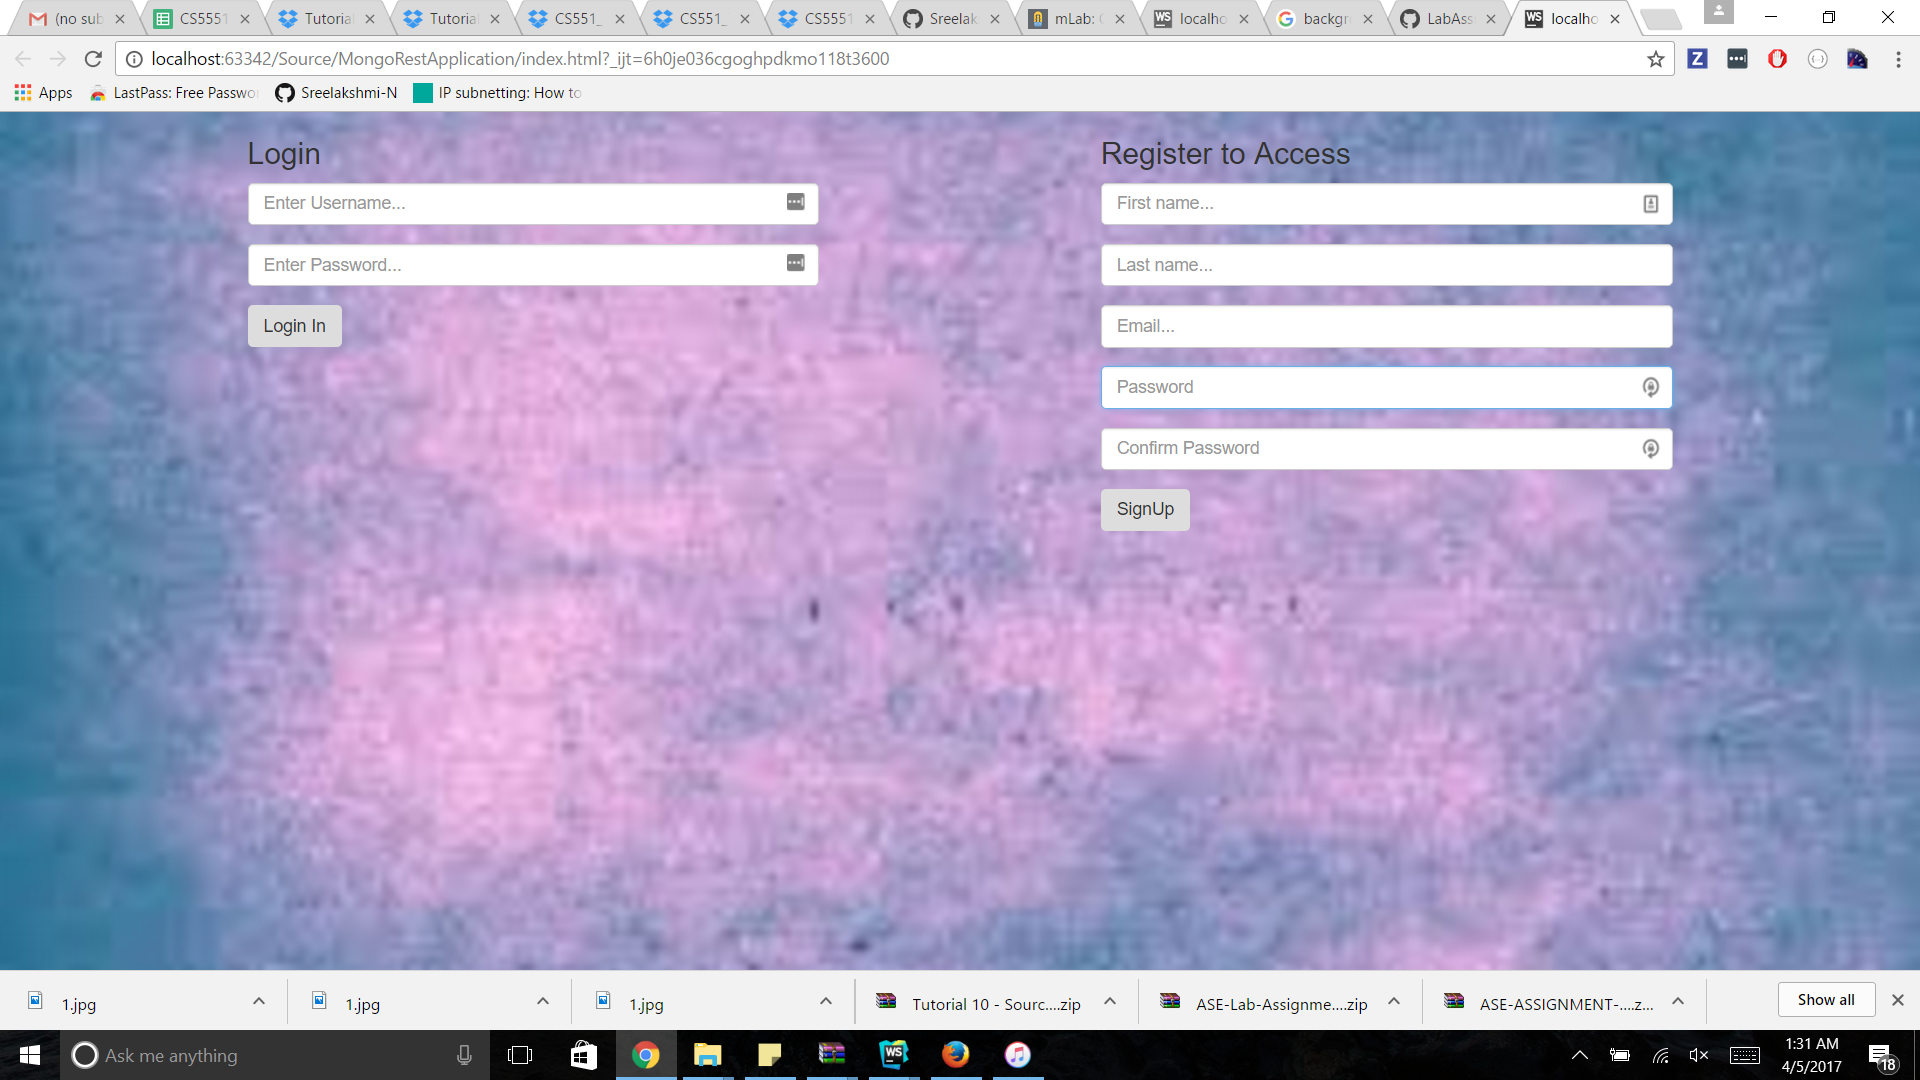 (no sub CS5551 Tutorial Tutorial CS551_ CS551_ CS5551 Sreelak mLab: localho backgr LabAss localho
localhost:63342/Source/MongoRestApplication/index.html?_ijt=6h0je036cgoghpdkmo118t3600
Apps LastPass: Free Passwo Sreelakshmi-N IP subnetting: How to
Login
Enter Username...
Enter Password...
Login In
Register to Access
First name...
Last name...
Email...
Password
Confirm Password
SignUp
1.jpg 1.jpg 1.jpg Tutorial 10 - Sourc....zip ASE-Lab-Assignme....zip ASE-ASSIGNMENT-....z... Show all
Ask me anything
1:31 AM
4/5/2017
18